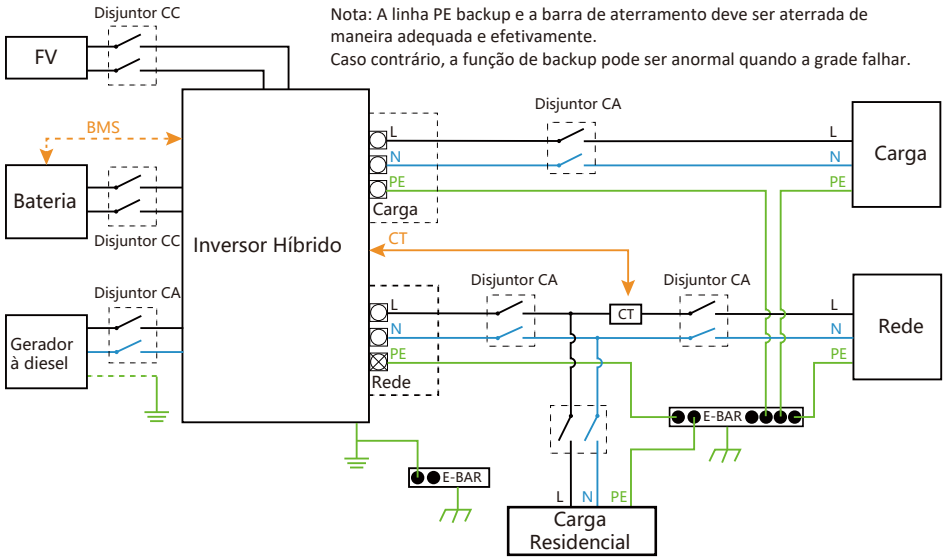 Disjuntor CC
Nota: A linha PE backup e a barra de aterramento deve ser aterrada de
maneira adequada e efetivamente.
Caso contrário, a função de backup pode ser anormal quando a grade falhar.
FV
Disjuntor CA
BMS
L
L
N
N
Carga
PE
PE
Bateria
Carga
Disjuntor CC
Inversor Híbrido
CT
Disjuntor CA
Disjuntor CA
Disjuntor CA
L
CT
L
N
N
Rede
Gerador
à diesel
PE
PE
Rede
E-BAR
E-BAR
L
N
PE
Carga
Residencial